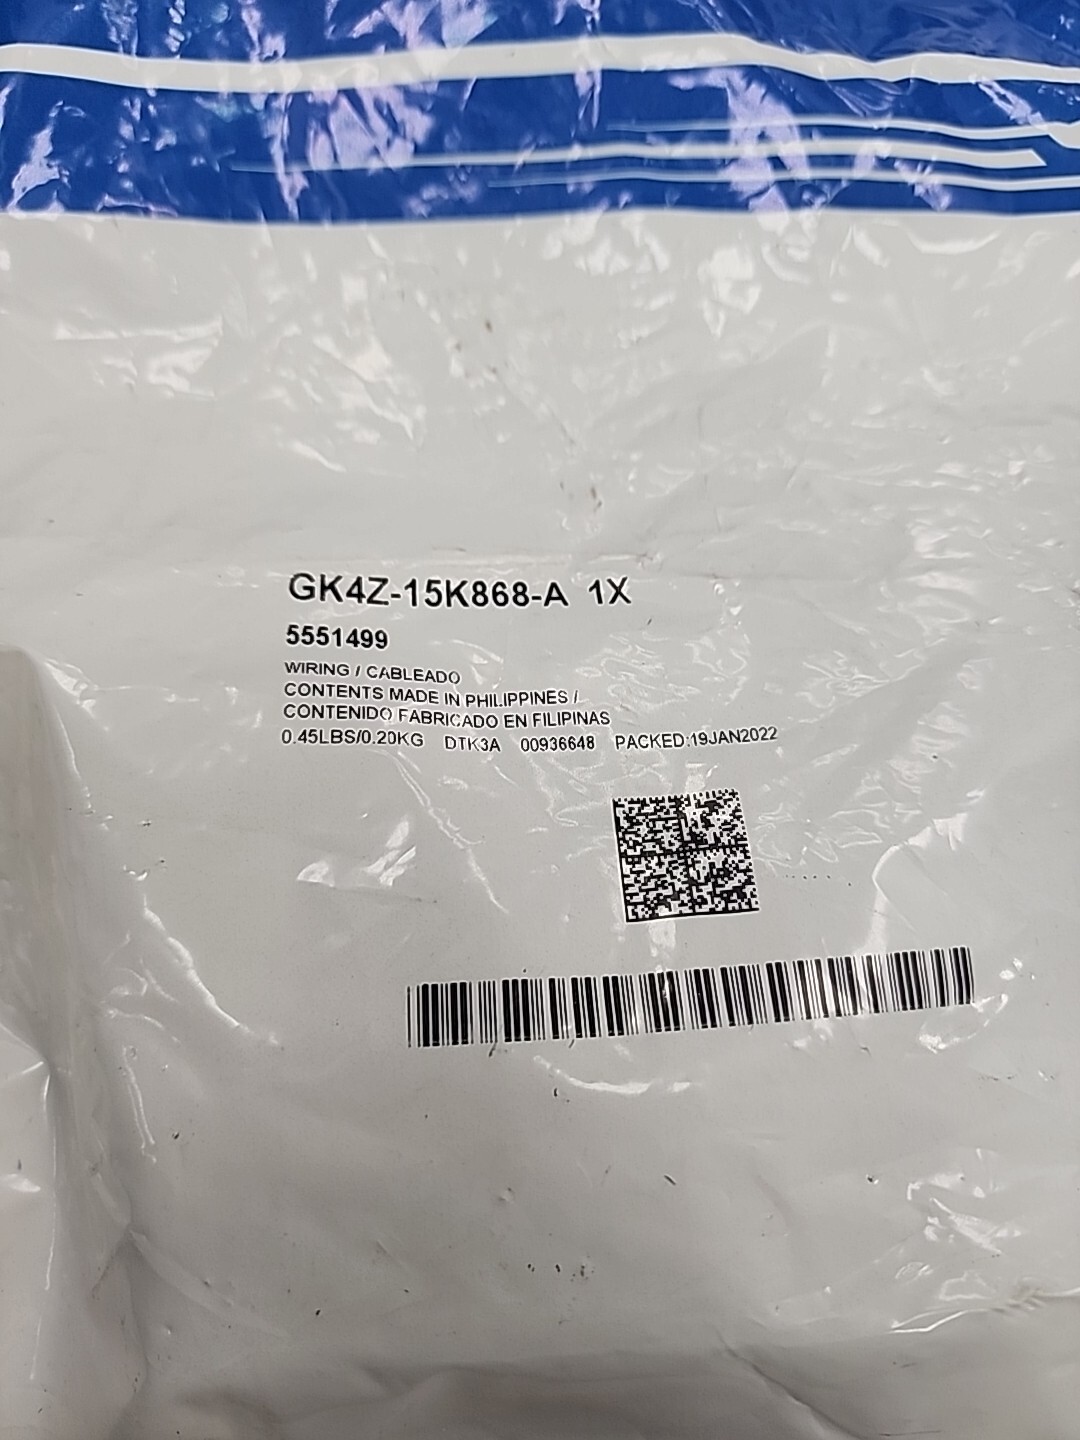 GK4Z-15K868-A 1X
5551499
WIRING / CABLEADO
CONTENTS MADE IN PHILIPPINES /
CONTENIDO FABRICADO EN FILIPINAS
0.45LBS/0.20KG DTK3A 00936648 PACKED:19JAN2022